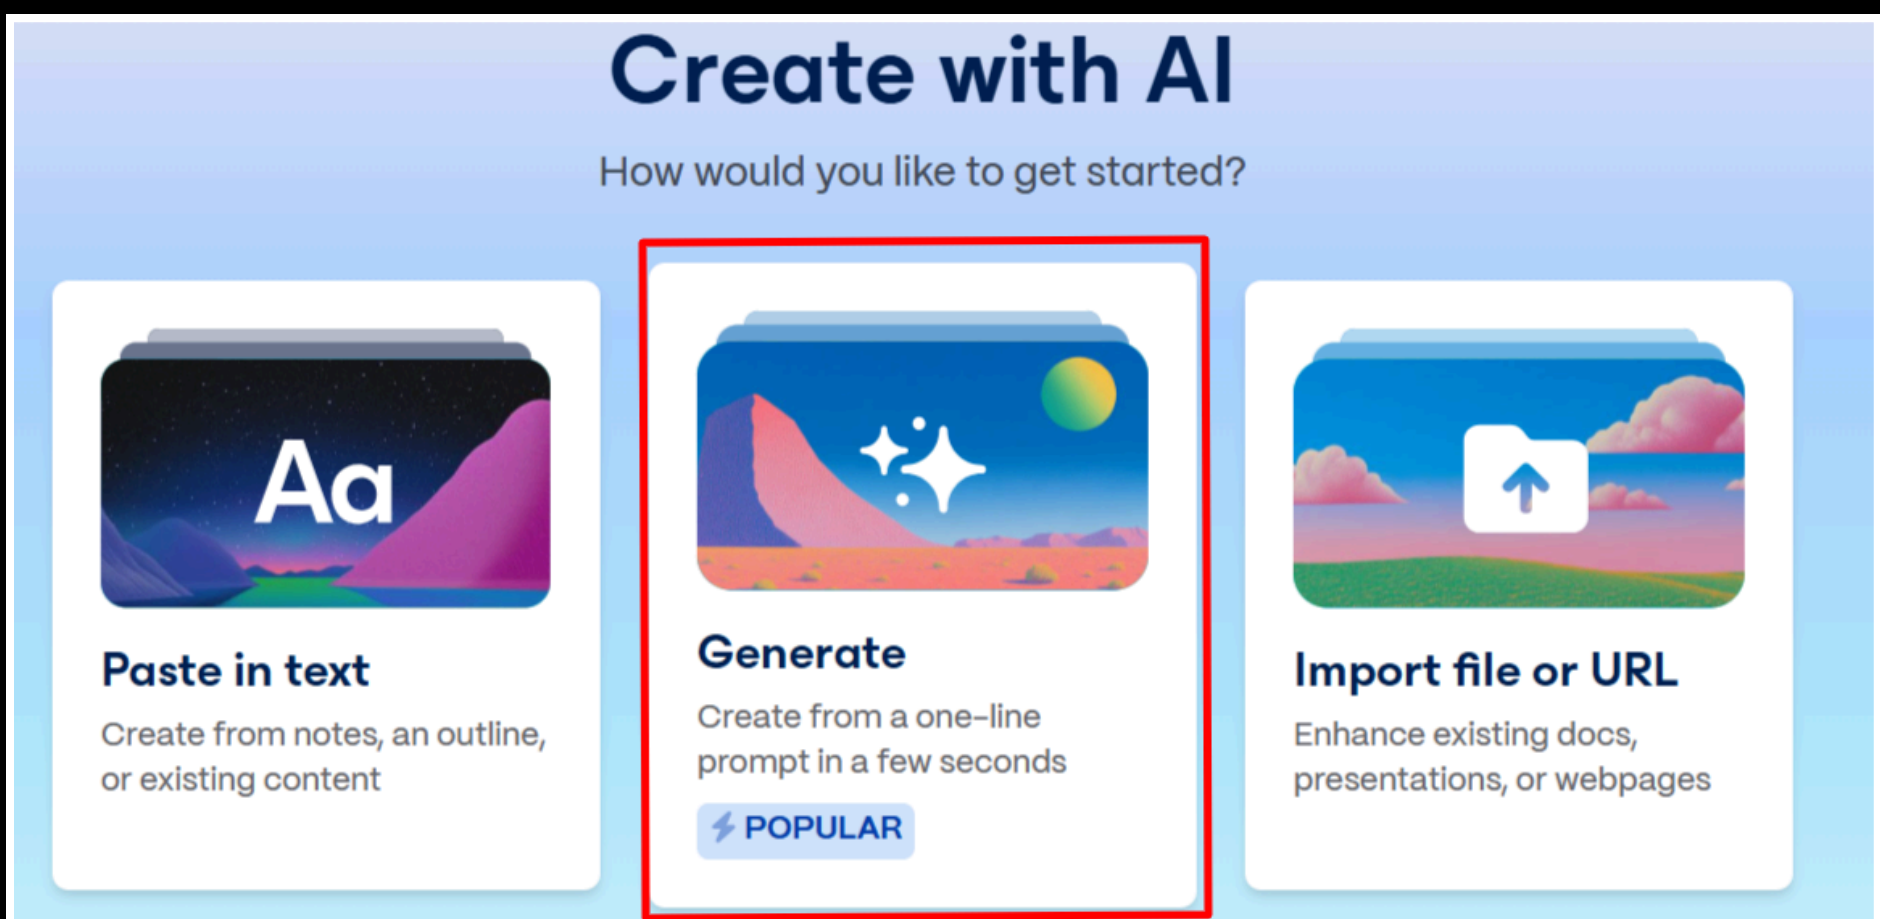 Create with AI
How would you like to get started?
Aa
Paste in text
Create from notes, an outline,
or existing content
Generate
Create from a one-line
prompt in a few seconds
POPULAR
Import file or URL
Enhance existing docs,
presentations, or webpages